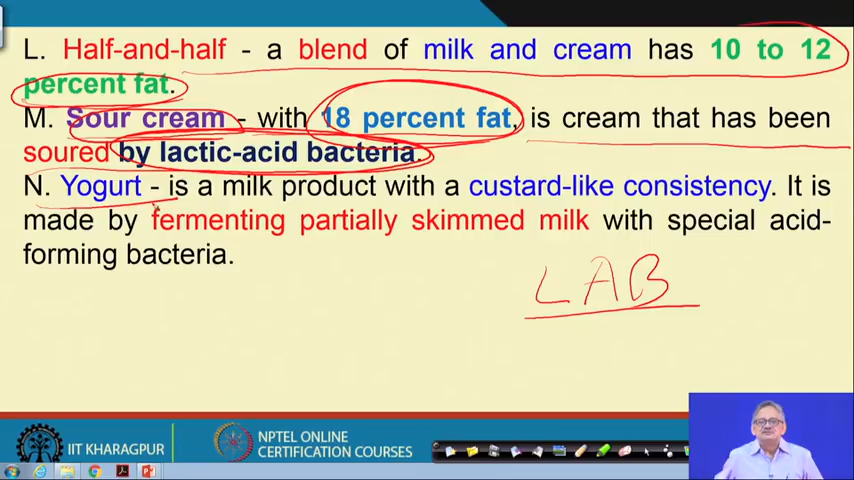 L. Half-and-half - a blend of milk and cream has 10 to 12
percent fat.
M. Sour cream - with 18 percent fat, is cream that has been
soured by lactic-acid bacteria.
N. Yogurt - is a milk product with a custard-like consistency. It is
made by fermenting partially skimmed milk with special acid-
forming bacteria.
LAB
IIT KHARAGPUR
NPTEL ONLINE
CERTIFICATION COURSES